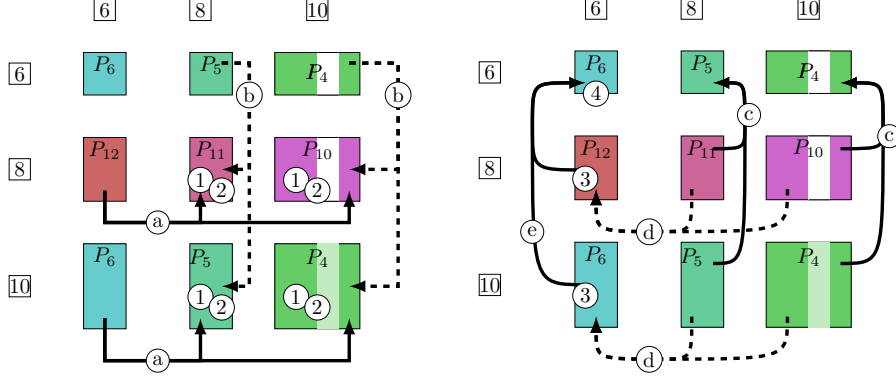 6 8 10
6 P₆ P₅ P₄
b b
8 P₁₂ P₁₁ P₁₀
1 2 1 2
a
10 P₆ P₅ P₄
1 2 1 2
a
6 8 10
6 P₆ P₅ P₄
4
c c
8 P₁₂ P₁₁ P₁₀
3
e d
10 P₆ P₅ P₄
3
d